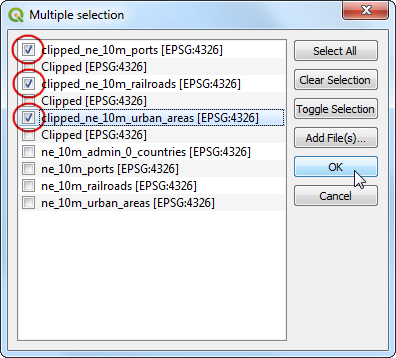 Multiple selection
clipped_ne_10m_ports [EPSG:4326]
Clipped [EPSG:4326]
clipped_ne_10m_railroads [EPSG:4326]
Clipped [EPSG:4326]
clipped_ne_10m_urban_areas [EPSG:4326]
Clipped [EPSG:4326]
ne_10m_admin_0_countries [EPSG:4326]
ne_10m_ports [EPSG:4326]
ne_10m_railroads [EPSG:4326]
ne_10m_urban_areas [EPSG:4326]
Select All
Clear Selection
Toggle Selection
Add File(s)...
OK
Cancel